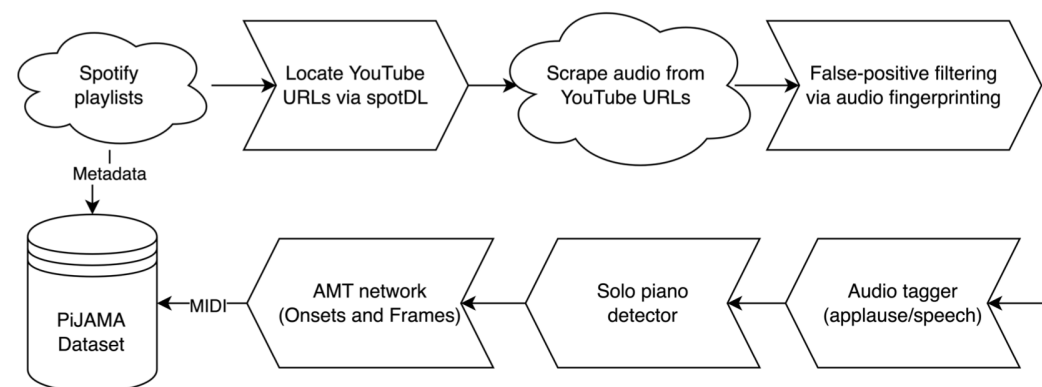 Spotify
playlists
Locate YouTube
URLs via spotDL
Scrape audio from
YouTube URLs
False-positive filtering
via audio fingerprinting
Metadata
PiJAMA
Dataset
MIDI
AMT network
(Onsets and Frames)
Solo piano
detector
Audio tagger
(applause/speech)